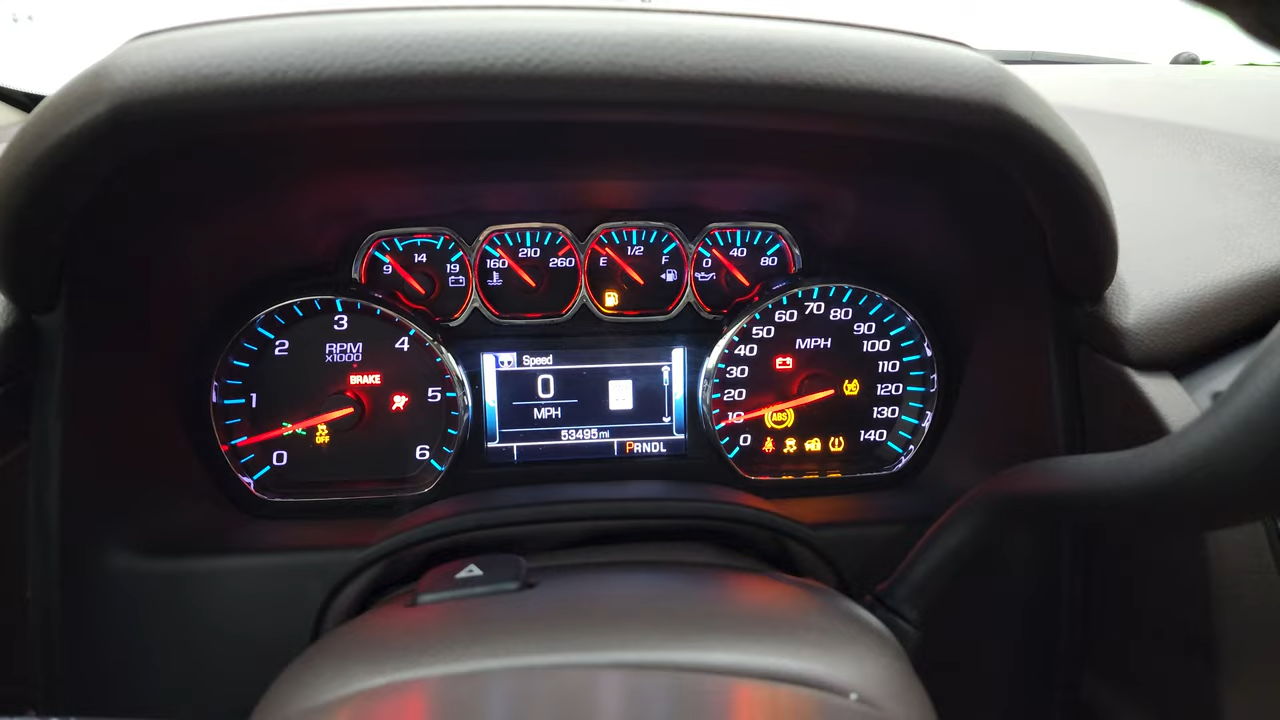 9 14 19
160 210 260
E 1/2 F
0 40 80
0 1 2 3 4 5 6
RPM
X1000
BRAKE
OFF
Speed
0
MPH
53495mi
PRNDL
0 10 20 30 40 50 60 70 80 90 100 110 120 130 140
MPH
ABS